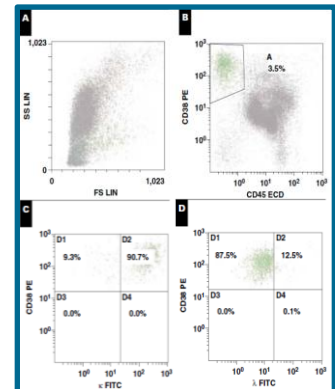 A
1,023
SS LIN
0
0
1,023
FS LIN
B
10³
10²
10¹
10⁰
CD38 PE
A
3.5%
10⁰
10¹
10²
10³
CD45 ECD
C
D1
D2
9.3%
90.7%
D3
D4
0.0%
0.0%
10³
10²
10¹
10⁰
CD38 PE
10⁰
10¹
10²
10³
κ FITC
D
D1
D2
87.5%
12.5%
D3
D4
0.0%
0.1%
10³
10²
10¹
10⁰
CD38 PE
10⁰
10¹
10²
10³
λ FITC